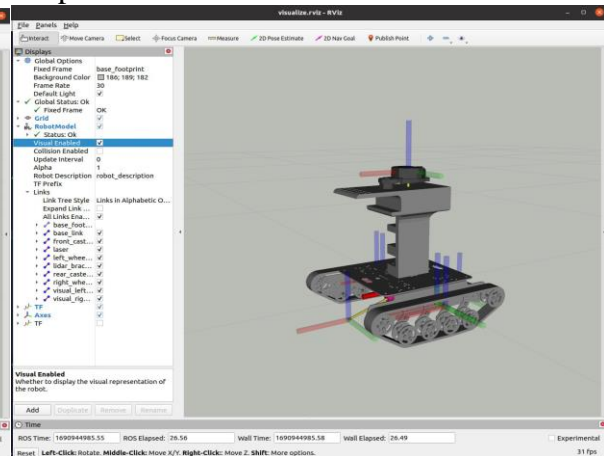 visualize.rviz - RViz
File Panels Help
Interact Move Camera Select Focus Camera Measure 2D Pose Estimate 2D Nav Goal Publish Point
Displays
Global Options
Fixed Frame base_footprint
Background Color 186; 189; 182
Frame Rate 30
Default Light
Global Status: Ok
Fixed Frame OK
Grid
RobotModel
Status: Ok
Visual Enabled
Collision Enabled
Update Interval 0
Alpha 1
Robot Description robot_description
TF Prefix
Links
Link Tree Style Links in Alphabetic O...
Expand Link ...
All Links Ena...
base_foot...
base_link
front_cast...
laser
left_whee...
lidar_brac...
rear_caste...
right_whe...
visual_left...
visual_rig...
TF
Axes
TF
Visual Enabled
Whether to display the visual representation of
the robot.
Add Duplicate Remove Rename
Time
ROS Time: 1690944985.55 ROS Elapsed: 26.56 Wall Time: 1690944985.58 Wall Elapsed: 26.49 Experimental
Reset Left-Click: Rotate. Middle-Click: Move X/Y. Right-Click: Move Z. Shift: More options. 31 fps